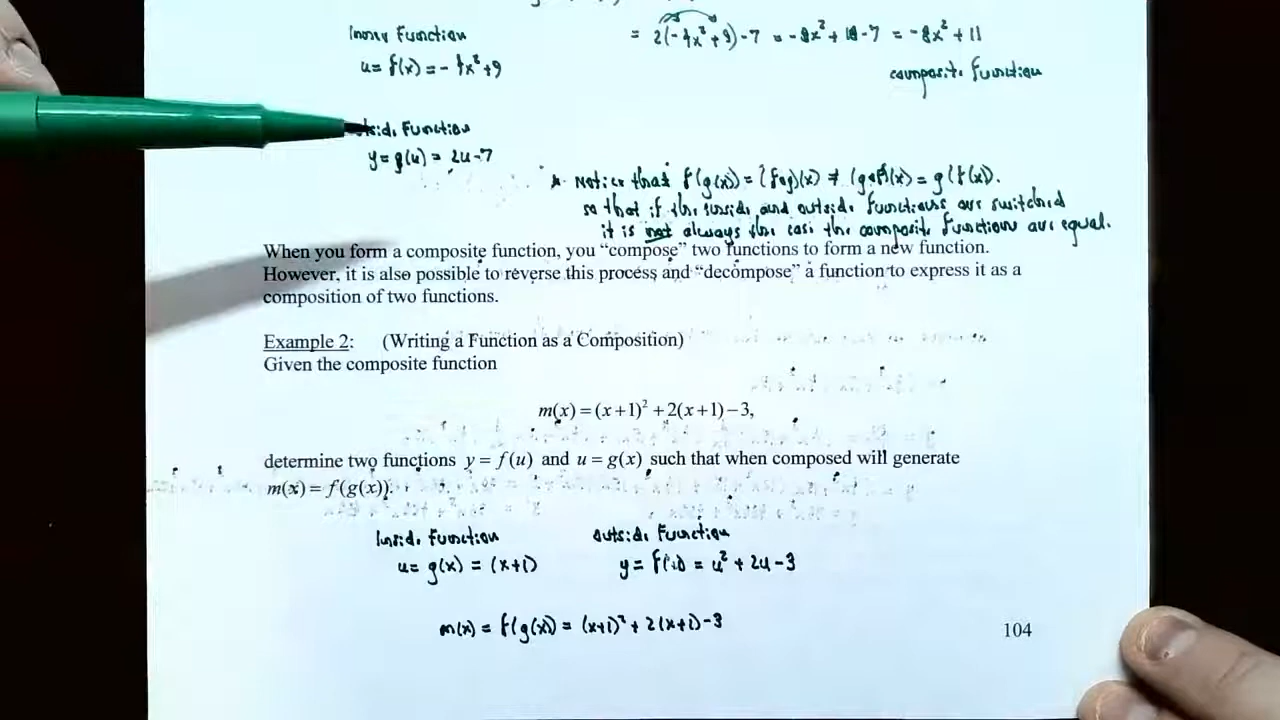 Inner Function
= 2(-4x²+9)-7 = -8x²+18-7 = -8x²+11
u= f(x) = -4x²+9
composite function
Function
y= g(u) = 2u-7
* Notice that f(g(x)) = (f∘g)(x) ≠ (g∘f)(x) = g(f(x)).
so that if the inside and outside functions are switched
it is not always the case the composite functions are equal.
When you form a composite function, you “compose” two functions to form a new function.
However, it is also possible to reverse this process and “decompose” a function to express it as a
composition of two functions.
Example 2: (Writing a Function as a Composition)
Given the composite function
m(x) = (x+1)² + 2(x+1) − 3,
determine two functions y = f(u) and u = g(x) such that when composed will generate
m(x) = f(g(x)).
Inside Function Outside Function
u= g(x) = (x+1) y= f(u) = u² + 2u - 3
m(x) = f(g(x)) = (x+1)² + 2(x+1) - 3
104